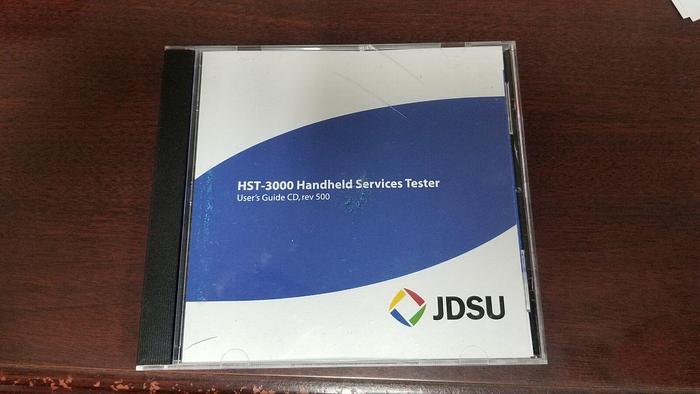 HST-3000 Handheld Services Tester
User's Guide CD, rev 500
JDSU